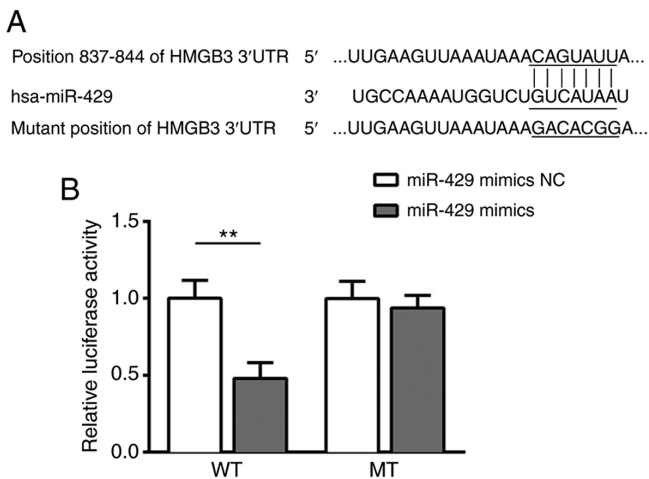 A
Position 837-844 of HMGB3 3′UTR 5′ ...UUGAAGUUAAAUAAACAGUAUUA...
hsa-miR-429 3′ UGCCAAAAUGGUCUGUCAUAAU
Mutant position of HMGB3 3′UTR 5′ ...UUGAAGUUAAAUAAAGACACGGA...
B
miR-429 mimics NC
miR-429 mimics
Relative luciferase activity
1.5
1.0
0.5
0.0
**
WT MT